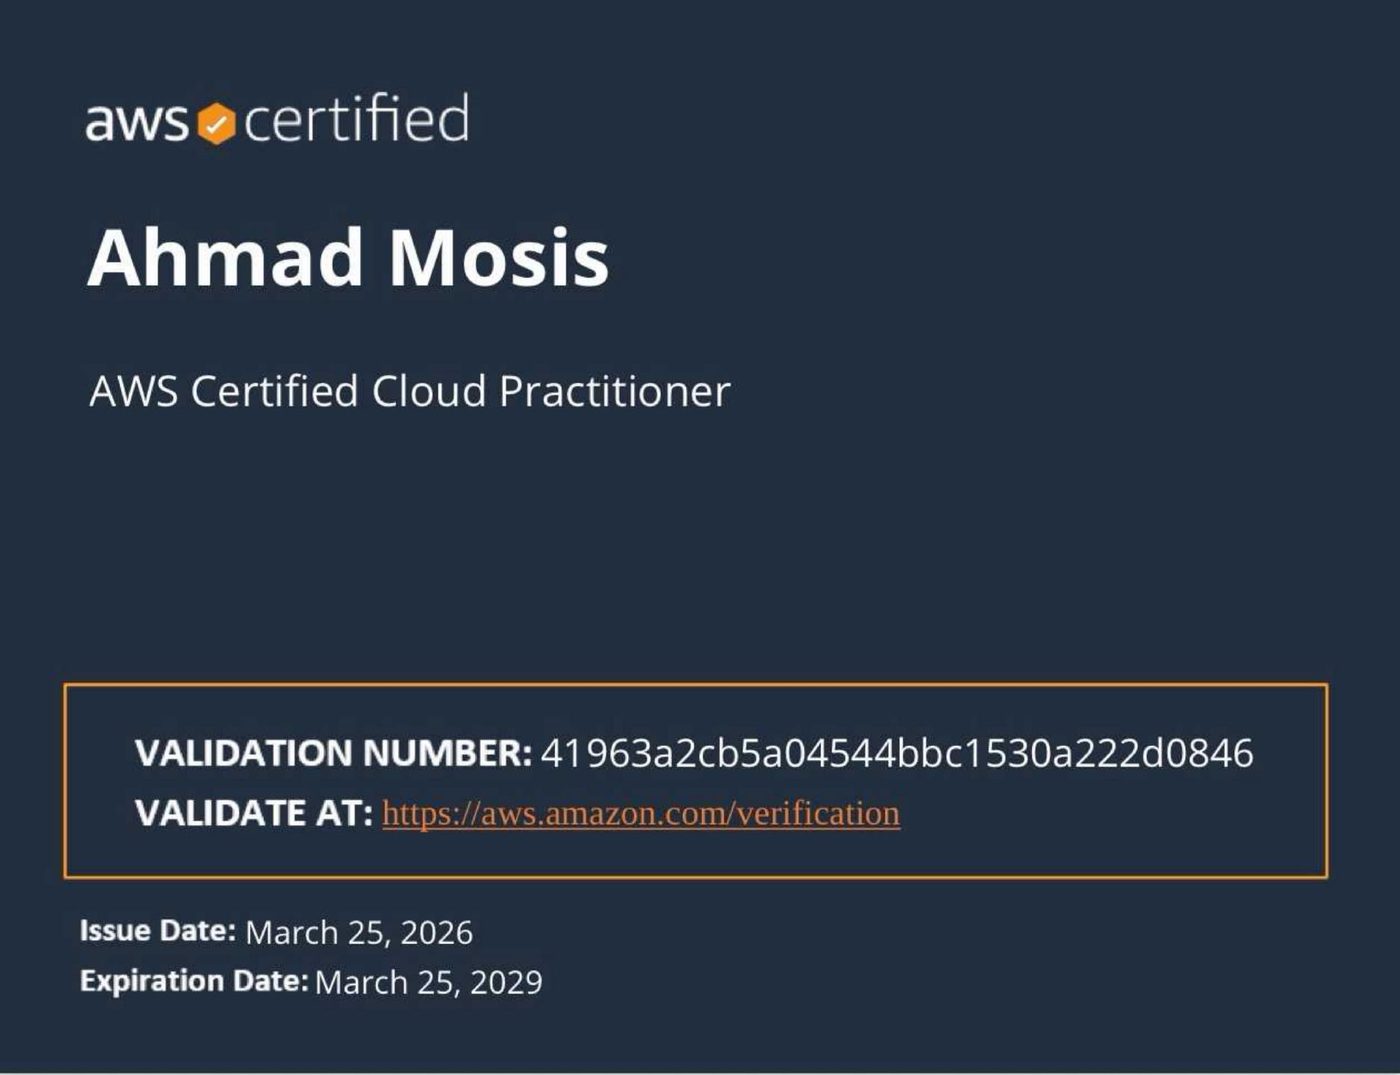 aws certified
Ahmad Mosis
AWS Certified Cloud Practitioner
VALIDATION NUMBER: 41963a2cb5a04544bbc1530a222d0846
VALIDATE AT: https://aws.amazon.com/verification
Issue Date: March 25, 2026
Expiration Date: March 25, 2029